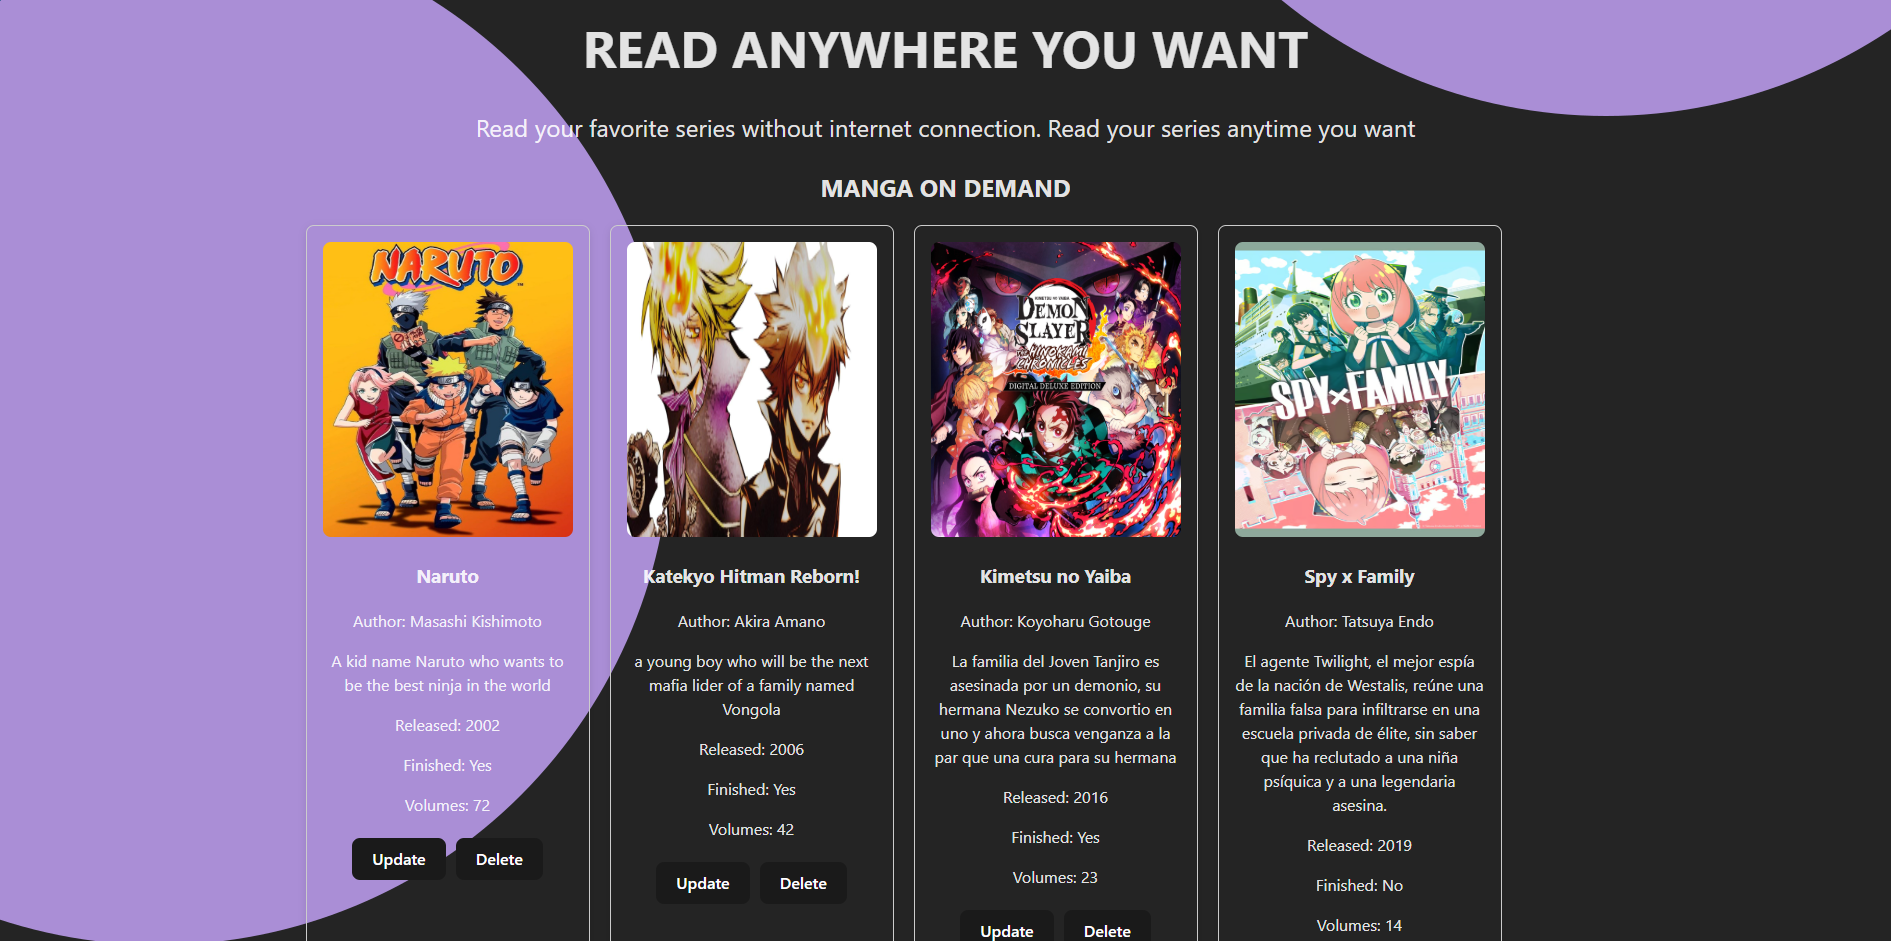 READ ANYWHERE YOU WANT
Read your favorite series without internet connection. Read your series anytime you want
MANGA ON DEMAND
NARUTO
TM
Naruto
Author: Masashi Kishimoto
A kid name Naruto who wants to
be the best ninja in the world
Released: 2002
Finished: Yes
Volumes: 72
Update
Delete
Katekyo Hitman Reborn!
Author: Akira Amano
a young boy who will be the next
mafia lider of a family named
Vongola
Released: 2006
Finished: Yes
Volumes: 42
Update
Delete
KIMETSU NO YAIBA
DEMON
SLAYER
THE HINOKAMI
CHRONICLES
DIGITAL DELUXE EDITION
Kimetsu no Yaiba
Author: Koyoharu Gotouge
La familia del Joven Tanjiro es
asesinada por un demonio, su
hermana Nezuko se convortio en
uno y ahora busca venganza a la
par que una cura para su hermana
Released: 2016
Finished: Yes
Volumes: 23
Update
Delete
SPY×FAMILY
Spy x Family
Author: Tatsuya Endo
El agente Twilight, el mejor espía
de la nación de Westalis, reúne una
familia falsa para infiltrarse en una
escuela privada de élite, sin saber
que ha reclutado a una niña
psíquica y a una legendaria
asesina.
Released: 2019
Finished: No
Volumes: 14